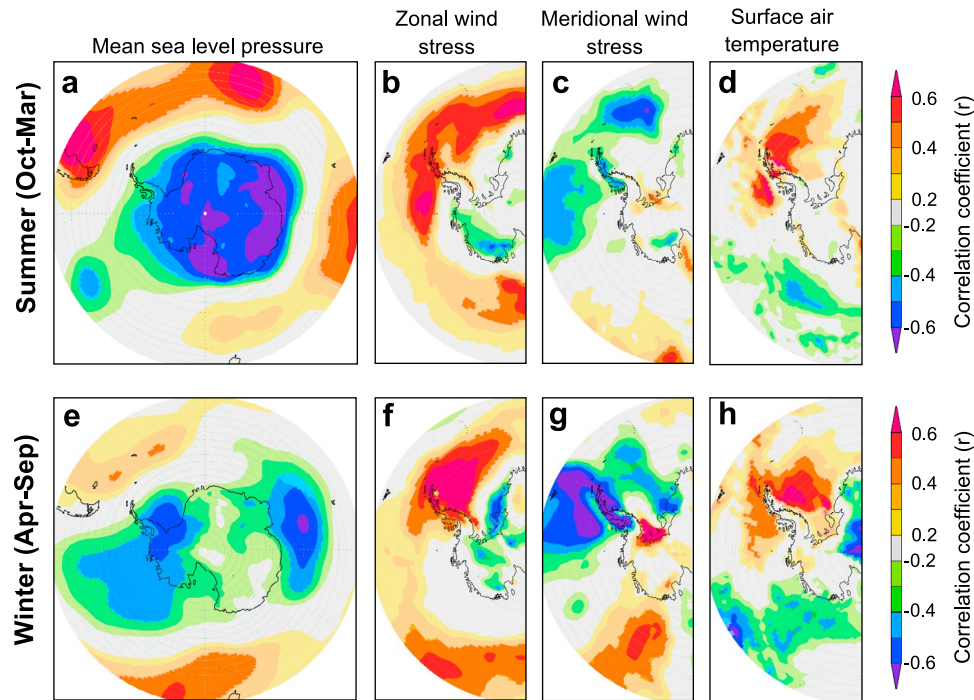 Mean sea level pressure
Zonal wind
stress
Meridional wind
stress
Surface air
temperature
Summer (Oct-Mar)
a
b
c
d
0.6
0.4
0.2
-0.2
-0.4
-0.6
Correlation coefficient (r)
Winter (Apr-Sep)
e
f
g
h
0.6
0.4
0.2
-0.2
-0.4
-0.6
Correlation coefficient (r)